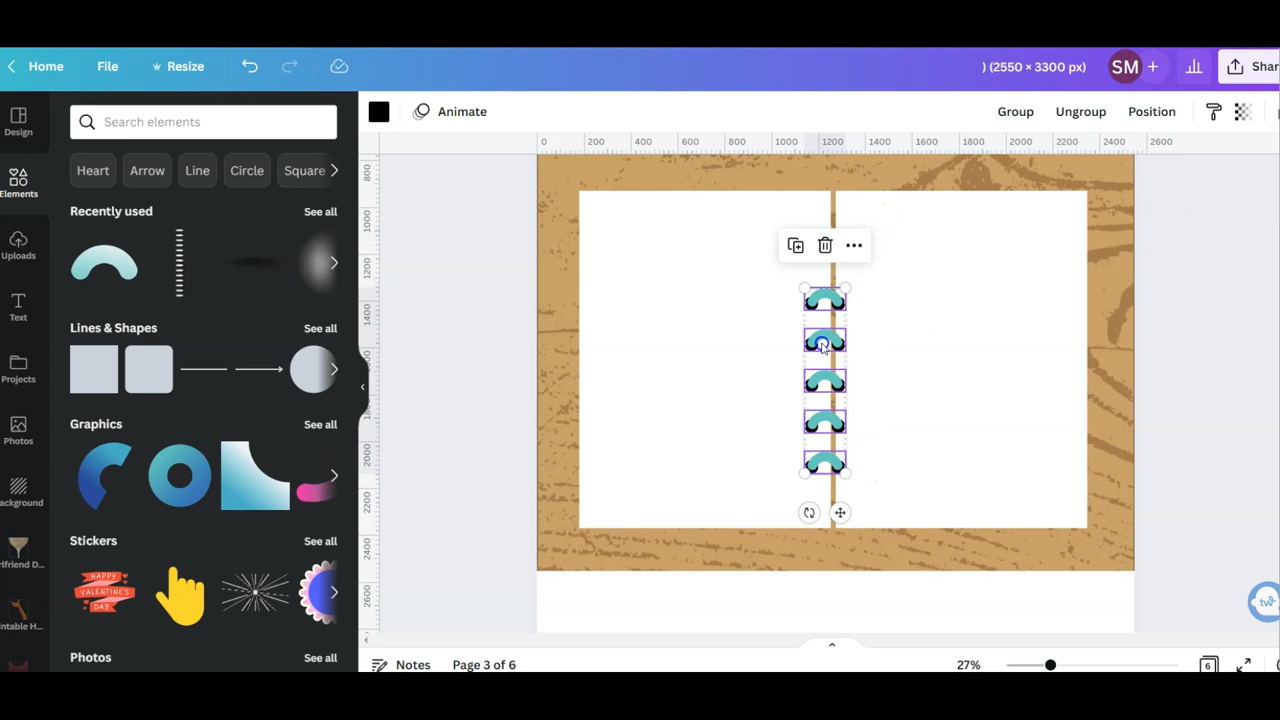 Home File Resize ) (2550 × 3300 px) SM + Shar
Animate Group Ungroup Position
Design
Search elements
0 200 400 600 800 1000 1200 1400 1600 1800 2000 2200 2400 2600
Elements
Heart Arrow Line Circle Square
Recently used See all
Uploads
Text
Lines & Shapes See all
Projects
Graphics See all
Photos
ackground
Stickers See all
HAPPY
VALENTINE'S
DAY
rlfriend D...
intable H...
Photos See all
800
1000
1200
1400
1600
1800
2000
2200
2400
2600
tw
Notes Page 3 of 6 27% 6